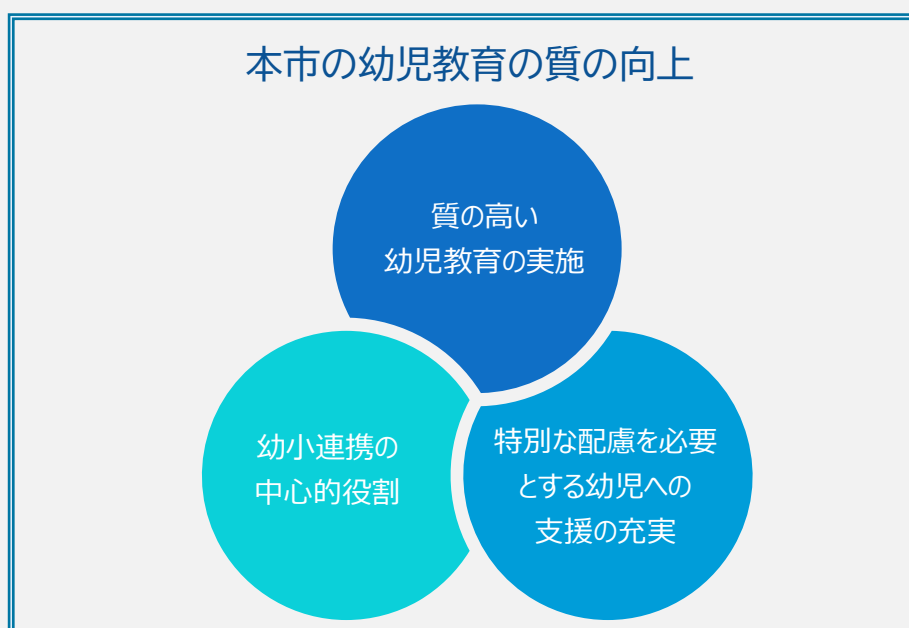 本市の幼児教育の質の向上
質の高い
幼児教育の実施
幼小連携の
中心的役割
特別な配慮を必要
とする幼児への
支援の充実